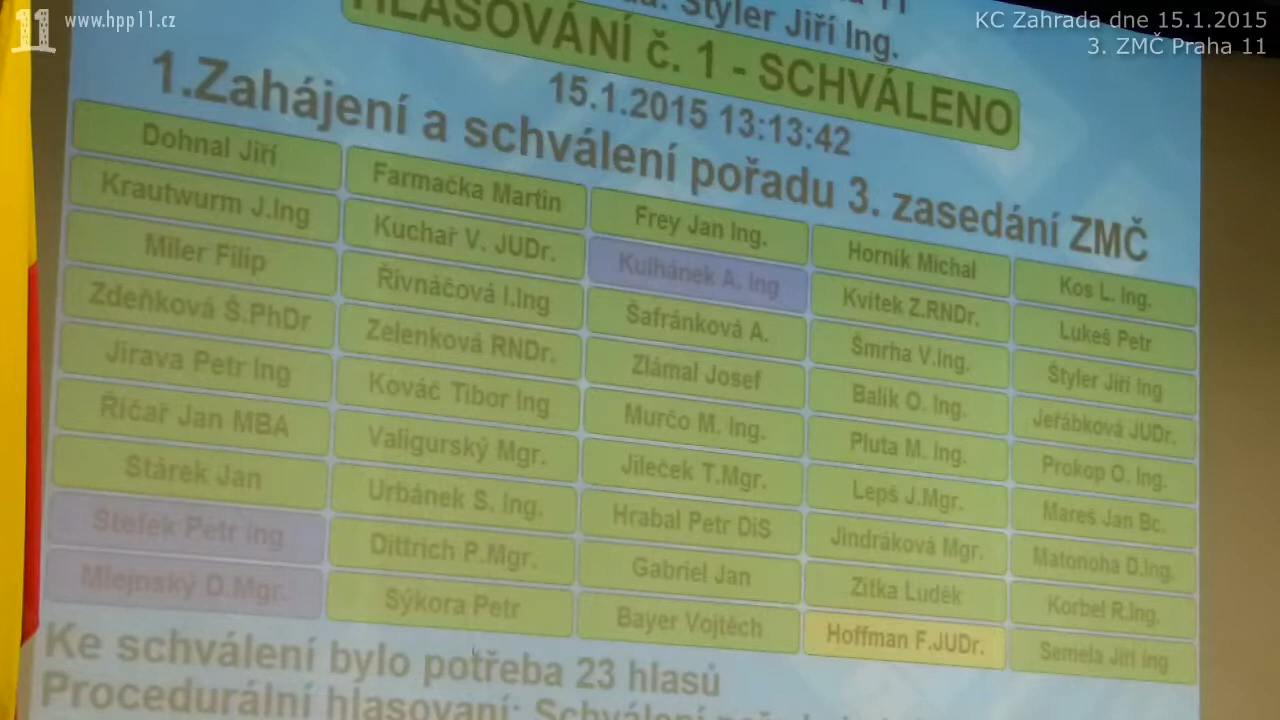 11 www.hpp11.cz
KC Zahrada dne 15.1.2015
3. ZMČ Praha 11
Štyler Jiří Ing.
HLASOVÁNÍ č. 1 - SCHVÁLENO
15.1.2015 13:13:42
1.Zahájení a schválení pořadu 3. zasedání ZMČ
Dohnal Jiří Farmačka Martin Frey Jan Ing. Horník Michal Kos L. Ing.
Krautwurm J.Ing Kuchař V. JUDr. Kulhánek A. Ing Kvítek Z.RNDr. Lukeš Petr
Miler Filip Řivnáčová I.Ing Šafránková A. Šmrha V.Ing. Štyler Jiří Ing
Zdeňková Š.PhDr Zelenková RNDr. Zlámal Josef Balík O. Ing. Jeřábková JUDr.
Jirava Petr Ing Kováč Tibor Ing Murčo M. Ing. Pluta M. Ing. Prokop O. Ing.
Říčař Jan MBA Valigurský Mgr. Jíleček T.Mgr. Lepš J.Mgr. Mareš Jan Bc.
Stárek Jan Urbánek S. Ing. Hrabal Petr DiS Jindráková Mgr. Matonoha D.Ing.
Štefek Petr Ing Dittrich P.Mgr. Gabriel Jan Zitka Luděk Korbel R.Ing.
Mlejnský O.Mgr. Sýkora Petr Bayer Vojtěch Hoffman F.JUDr. Semela Jiří Ing
Ke schválení bylo potřeba 23 hlasů
Procedurální hlasovaní: Schválení